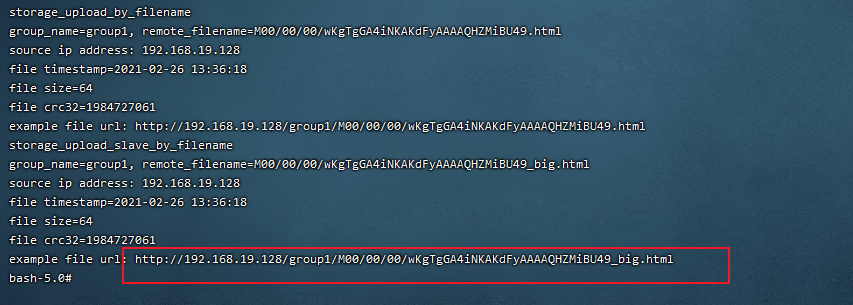 storage_upload_by_filename
group_name=group1, remote_filename=M00/00/00/wKgTgGA4iNKAKdFyAAAAQHZMiBU49.html
source ip address: 192.168.19.128
file timestamp=2021-02-26 13:36:18
file size=64
file crc32=1984727061
example file url: http://192.168.19.128/group1/M00/00/00/wKgTgGA4iNKAKdFyAAAAQHZMiBU49.html
storage_upload_slave_by_filename
group_name=group1, remote_filename=M00/00/00/wKgTgGA4iNKAKdFyAAAAQHZMiBU49_big.html
source ip address: 192.168.19.128
file timestamp=2021-02-26 13:36:18
file size=64
file crc32=1984727061
example file url: http://192.168.19.128/group1/M00/00/00/wKgTgGA4iNKAKdFyAAAAQHZMiBU49_big.html
bash-5.0#